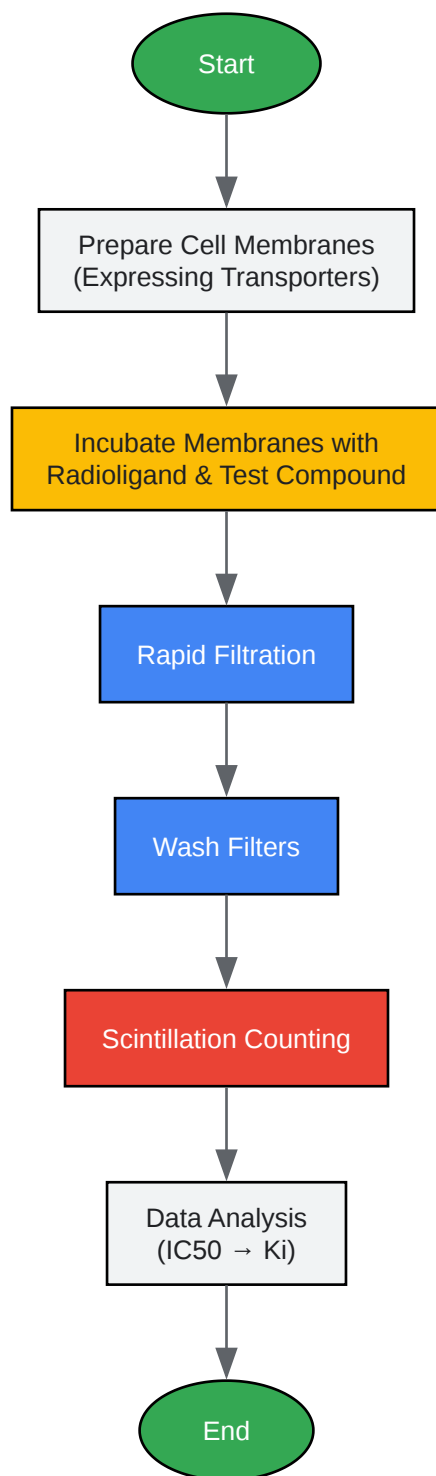 Start
Prepare Cell Membranes
(Expressing Transporters)
Incubate Membranes with
Radioligand & Test Compound
Rapid Filtration
Wash Filters
Scintillation Counting
Data Analysis
(IC50 → Ki)
End